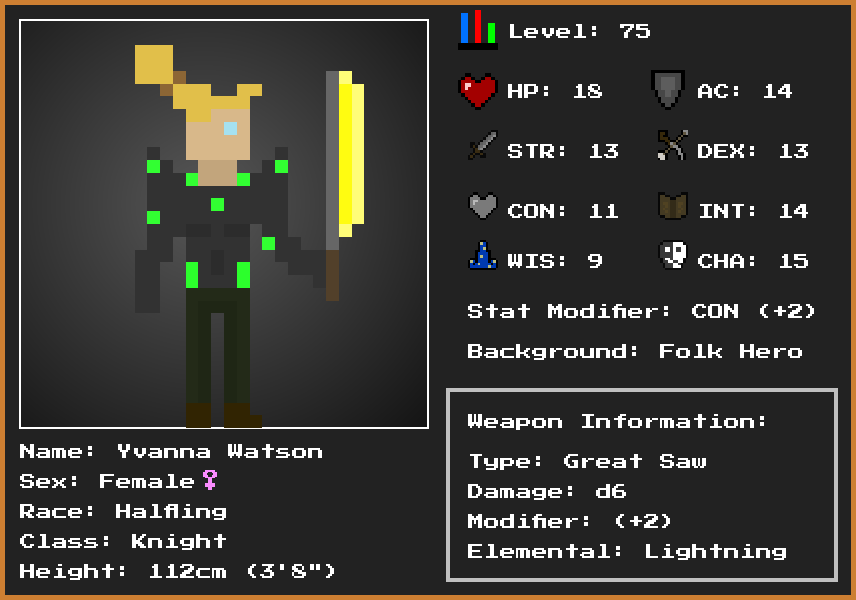 Level: 75
HP: 18 AC: 14
STR: 13 DEX: 13
CON: 11 INT: 14
WIS: 9 CHA: 15
Stat Modifier: CON (+2)
Background: Folk Hero
Weapon Information:
Type: Great Saw
Damage: d6
Modifier: (+2)
Elemental: Lightning
Name: Yvanna Watson
Sex: Female♀
Race: Halfling
Class: Knight
Height: 112cm (3'8")